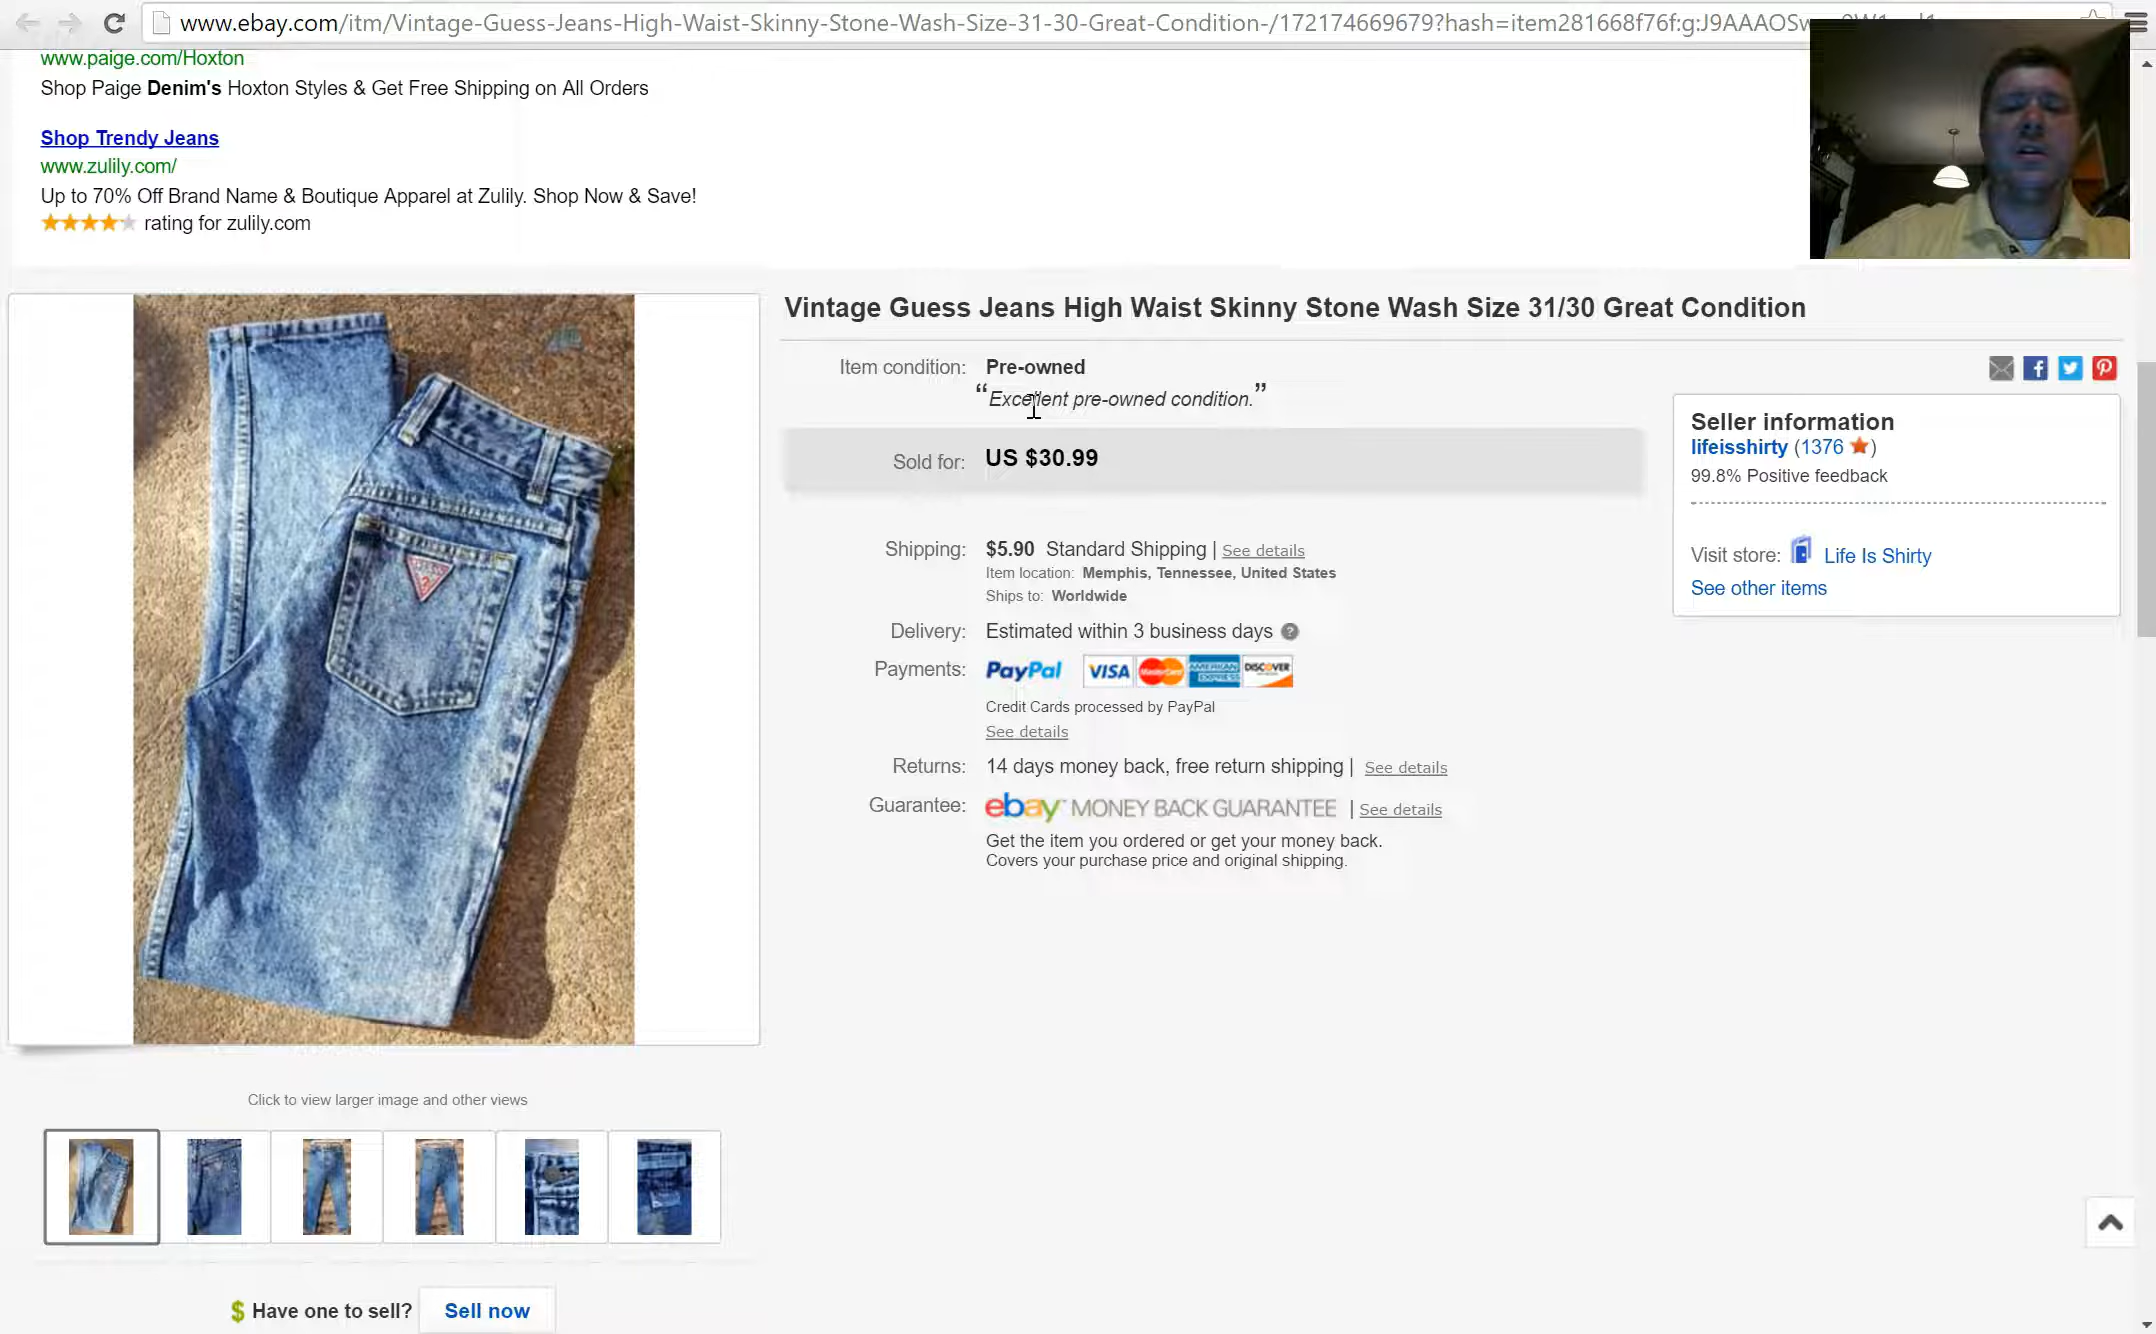 www.ebay.com/itm/Vintage-Guess-Jeans-High-Waist-Skinny-Stone-Wash-Size-31-30-Great-Condition-/172174669679?hash=item281668f76f:g:J9AAAOSw
www.paige.com/Hoxton
Shop Paige Denim's Hoxton Styles & Get Free Shipping on All Orders
Shop Trendy Jeans
www.zulily.com/
Up to 70% Off Brand Name & Boutique Apparel at Zulily. Shop Now & Save!
rating for zulily.com
Vintage Guess Jeans High Waist Skinny Stone Wash Size 31/30 Great Condition
Item condition: Pre-owned
“Excellent pre-owned condition.”
Sold for: US $30.99
Shipping: $5.90 Standard Shipping | See details
Item location: Memphis, Tennessee, United States
Ships to: Worldwide
Delivery: Estimated within 3 business days ?
Payments: PayPal VISA MasterCard AMERICAN EXPRESS DISCOVER
Credit Cards processed by PayPal
See details
Returns: 14 days money back, free return shipping | See details
Guarantee: ebay MONEY BACK GUARANTEE | See details
Get the item you ordered or get your money back.
Covers your purchase price and original shipping.
Seller information
lifeisshirty (1376)
99.8% Positive feedback
Visit store: Life Is Shirty
See other items
GUESS
?
Click to view larger image and other views
$ Have one to sell? Sell now